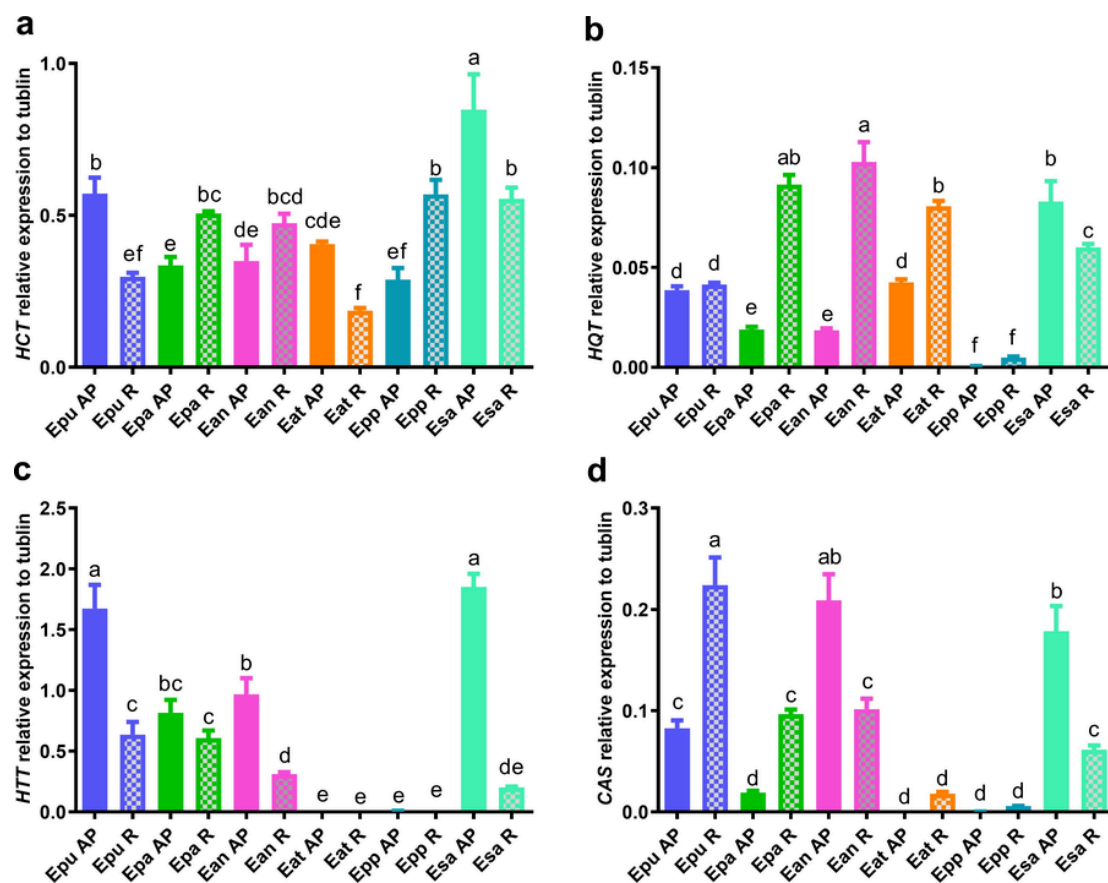 a
HCT relative expression to tublin
1.0
0.5
0.0
b
ef
e
bc
de
bcd
cde
f
ef
b
a
b
Epu AP
Epu R
Epa AP
Epa R
Ean AP
Ean R
Eat AP
Eat R
Epp AP
Epp R
Esa AP
Esa R
b
HQT relative expression to tublin
0.15
0.10
0.05
0.00
d
d
e
ab
e
a
d
b
f
f
b
c
Epu AP
Epu R
Epa AP
Epa R
Ean AP
Ean R
Eat AP
Eat R
Epp AP
Epp R
Esa AP
Esa R
c
HTT relative expression to tublin
2.5
2.0
1.5
1.0
0.5
0.0
a
c
bc
c
b
d
e
e
e
e
a
de
Epu AP
Epu R
Epa AP
Epa R
Ean AP
Ean R
Eat AP
Eat R
Epp AP
Epp R
Esa AP
Esa R
d
CAS relative expression to tublin
0.3
0.2
0.1
0.0
c
a
d
c
ab
c
d
d
d
d
b
c
Epu AP
Epu R
Epa AP
Epa R
Ean AP
Ean R
Eat AP
Eat R
Epp AP
Epp R
Esa AP
Esa R